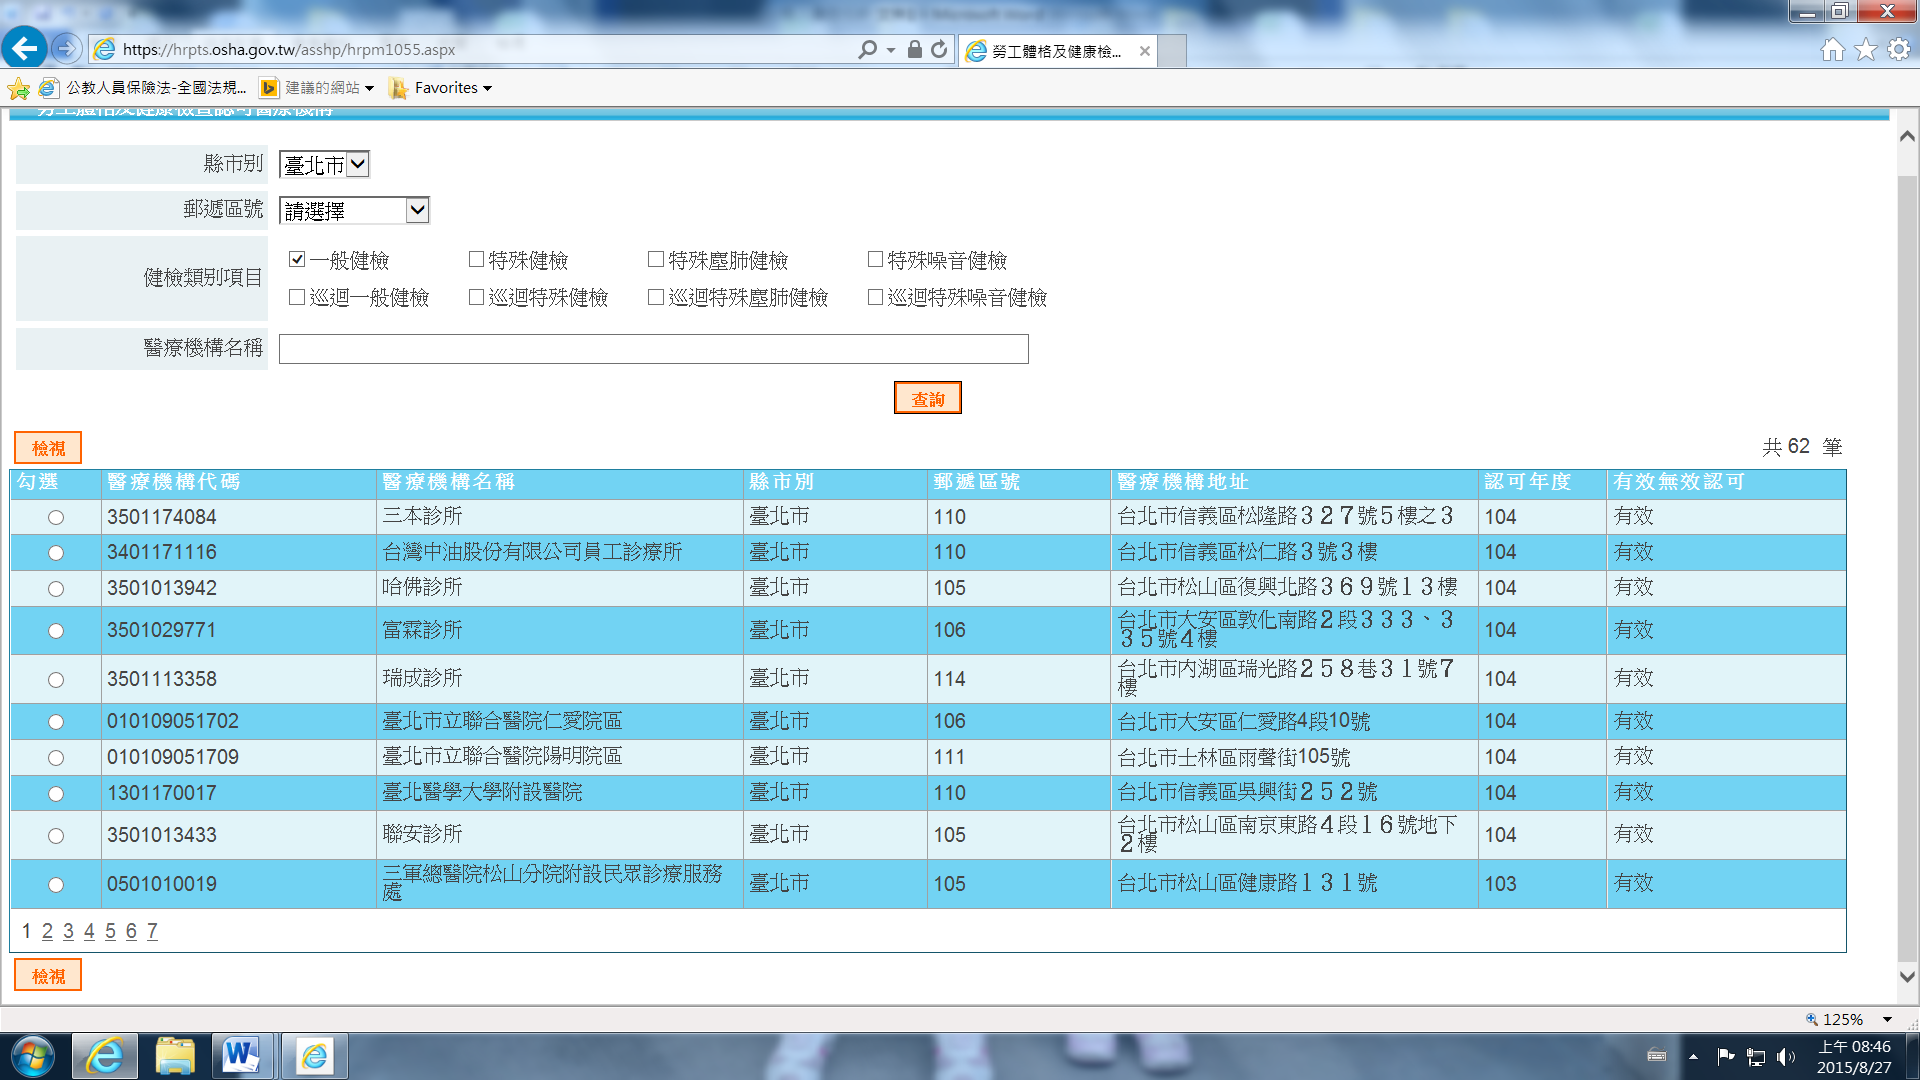 https://hrpts.osha.gov.tw/asshp/hrpm1055.aspx
勞工體格及健康檢...
公教人員保險法-全國法規...
建議的網站
Favorites
勞工體格及健康檢查認可醫療機構
縣市別
臺北市
郵遞區號
請選擇
健檢類別項目
一般健檢 特殊健檢 特殊塵肺健檢 特殊噪音健檢
巡迴一般健檢 巡迴特殊健檢 巡迴特殊塵肺健檢 巡迴特殊噪音健檢
醫療機構名稱
查詢
檢視
共 62 筆
勾選 醫療機構代碼 醫療機構名稱 縣市別 郵遞區號 醫療機構地址 認可年度 有效無效認可
3501174084 三本診所 臺北市 110 台北市信義區松隆路３２７號５樓之３ 104 有效
3401171116 台灣中油股份有限公司員工診療所 臺北市 110 台北市信義區松仁路３號３樓 104 有效
3501013942 哈佛診所 臺北市 105 台北市松山區復興北路３６９號１３樓 104 有效
3501029771 富霖診所 臺北市 106 台北市大安區敦化南路２段３３３、３
３５號４樓 104 有效
3501113358 瑞成診所 臺北市 114 台北市內湖區瑞光路２５８巷３１號７
樓 104 有效
010109051702 臺北市立聯合醫院仁愛院區 臺北市 106 台北市大安區仁愛路4段10號 104 有效
010109051709 臺北市立聯合醫院陽明院區 臺北市 111 台北市士林區雨聲街105號 104 有效
1301170017 臺北醫學大學附設醫院 臺北市 110 台北市信義區吳興街２５２號 104 有效
3501013433 聯安診所 臺北市 105 台北市松山區南京東路４段１６號地下
２樓 104 有效
0501010019 三軍總醫院松山分院附設民眾診療服務
處 臺北市 105 台北市松山區健康路１３１號 103 有效
1 2 3 4 5 6 7
檢視
125%
上午 08:46
2015/8/27